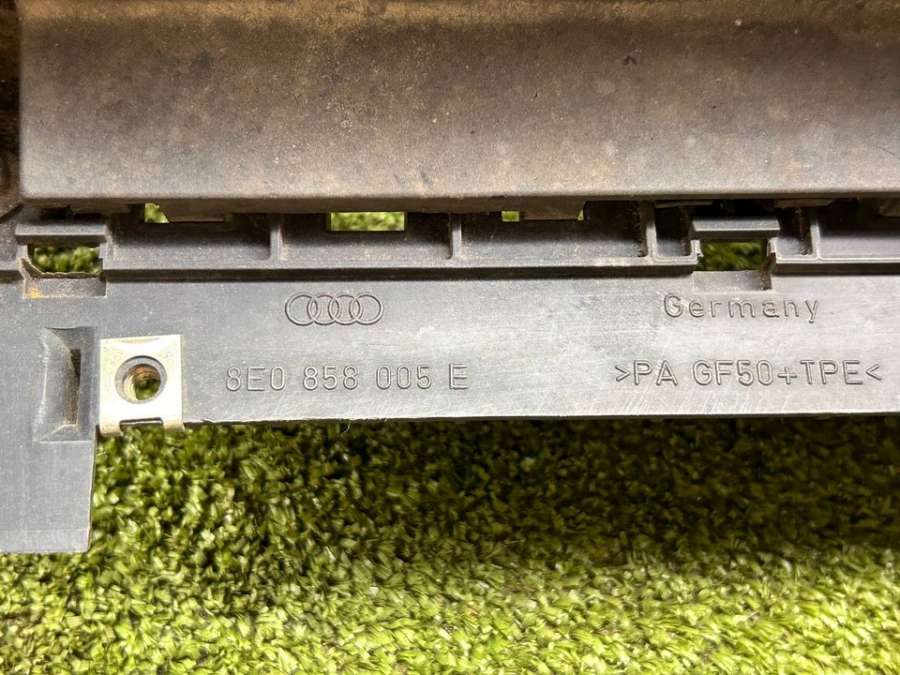 Germany
8E0 858 005 E
>PA GF50+TPE<